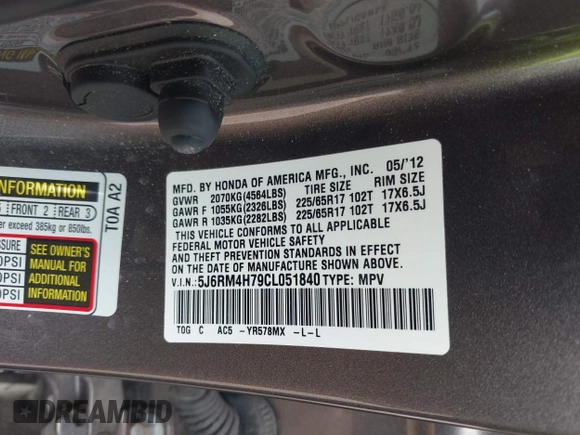 MFD. BY HONDA OF AMERICA MFG., INC. 05/'12
GVWR 2070KG(4564LBS) TIRE SIZE RIM SIZE
GAWR F 1055KG(2326LBS) 225/65R17 102T 17X6.5J
GAWR R 1035KG(2282LBS) 225/65R17 102T 17X6.5J
THIS VEHICLE CONFORMS TO ALL APPLICABLE
FEDERAL MOTOR VEHICLE SAFETY
AND THEFT PREVENTION STANDARDS IN EFFECT
ON THE DATE OF MANUFACTURE SHOWN ABOVE.
V.I.N.: 5J6RM4H79CL051840 TYPE: MPV
TOG C AC5 -YR578MX -L-L
INFORMATION
FRONT 2 REAR 3
exceed 385kg or 850lbs.
TOA A2
SEE OWNER'S
MANUAL FOR
ADDITIONAL
INFORMATION
PSI
PSI
DREAMBID